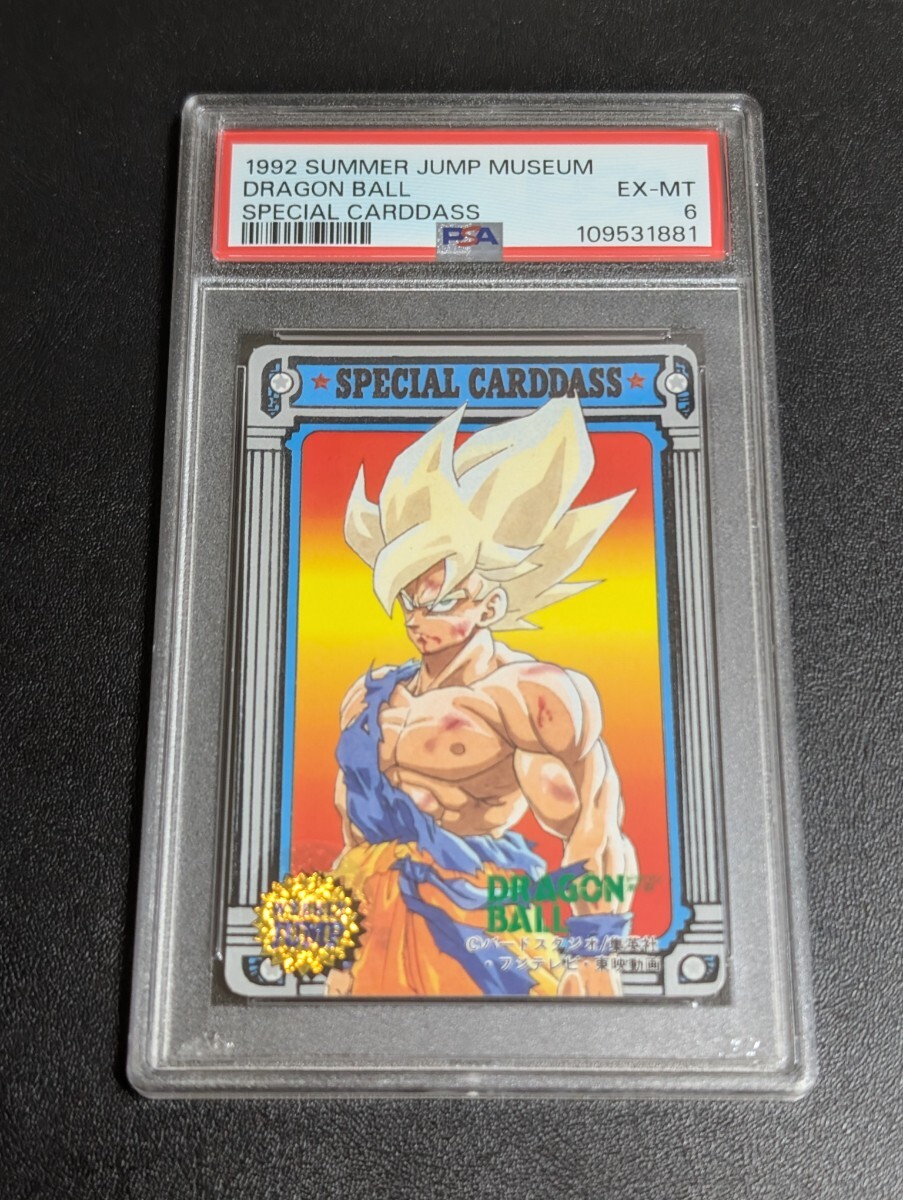 1992 SUMMER JUMP MUSEUM
DRAGON BALL EX-MT
SPECIAL CARDDASS 6
PSA 109531881
SPECIAL CARDDASS
DRAGON
BALL
JUMP
©バードスタジオ/集英社
・フジテレビ・東映動画